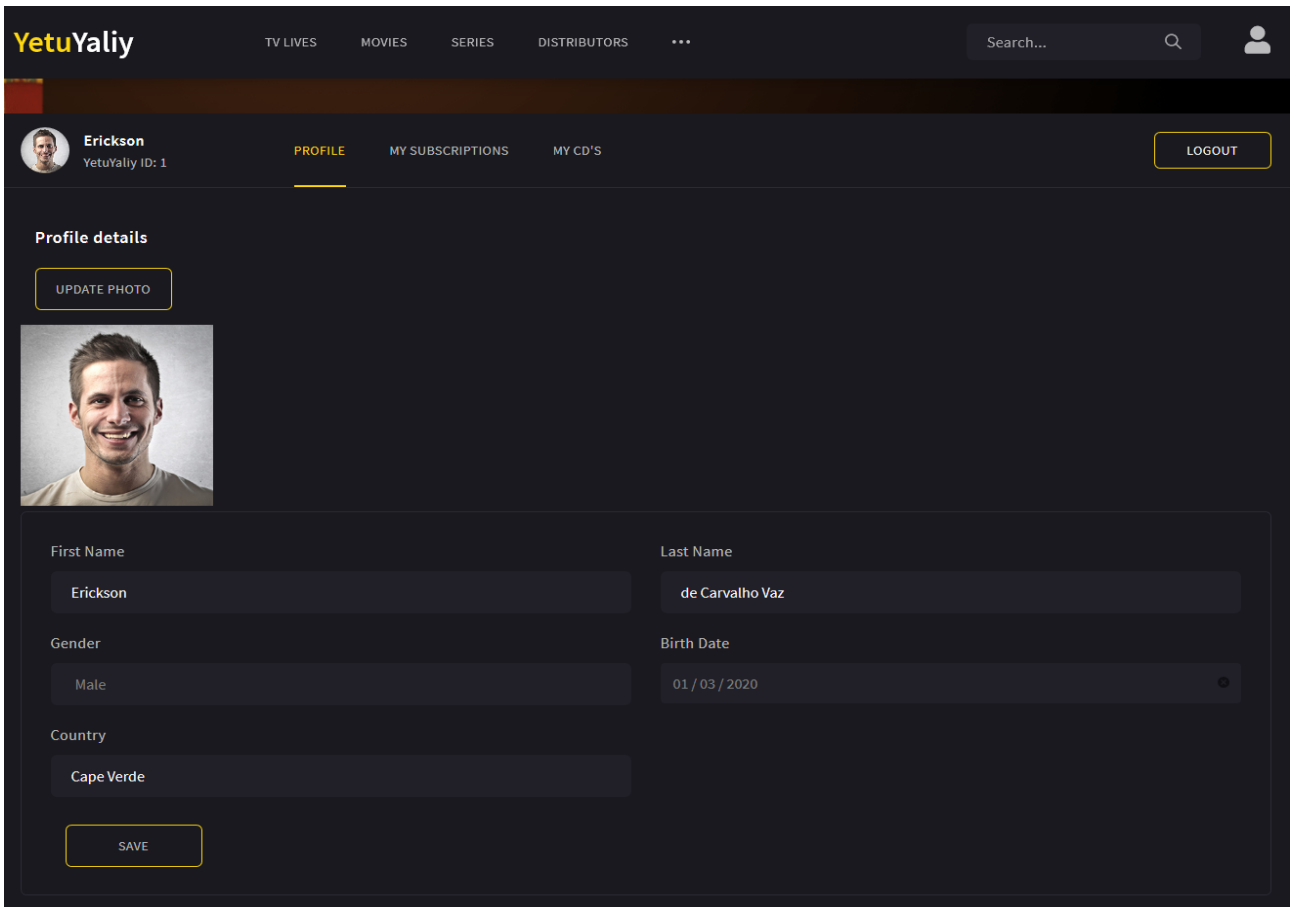 YetuYaliy TV LIVES MOVIES SERIES DISTRIBUTORS ••• Search...
Erickson
YetuYaliy ID: 1
PROFILE MY SUBSCRIPTIONS MY CD'S LOGOUT
Profile details
UPDATE PHOTO
First Name Last Name
Erickson de Carvalho Vaz
Gender Birth Date
Male 01 / 03 / 2020
Country
Cape Verde
SAVE